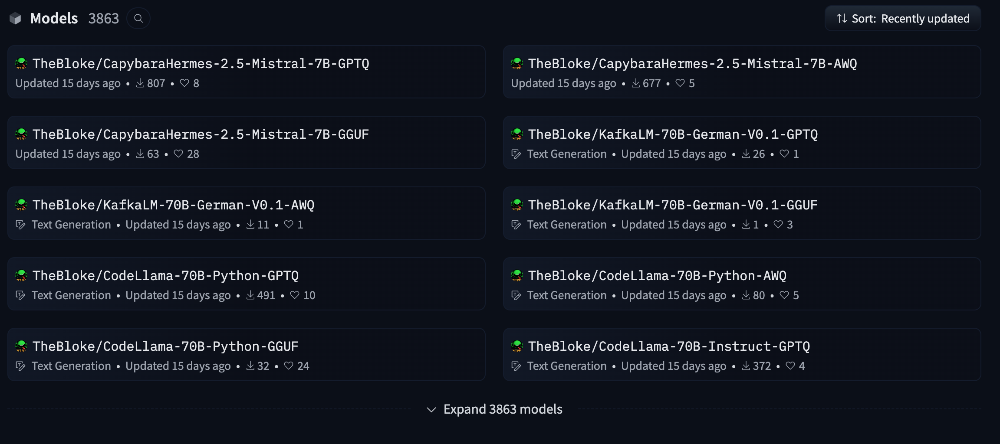 Models 3863
Sort: Recently updated
TheBloke/CapybaraHermes-2.5-Mistral-7B-GPTQ
Updated 15 days ago • 807 • 8
TheBloke/CapybaraHermes-2.5-Mistral-7B-AWQ
Updated 15 days ago • 677 • 5
TheBloke/CapybaraHermes-2.5-Mistral-7B-GGUF
Updated 15 days ago • 63 • 28
TheBloke/KafkaLM-70B-German-V0.1-GPTQ
Text Generation • Updated 15 days ago • 26 • 1
TheBloke/KafkaLM-70B-German-V0.1-AWQ
Text Generation • Updated 15 days ago • 11 • 1
TheBloke/KafkaLM-70B-German-V0.1-GGUF
Text Generation • Updated 15 days ago • 1 • 3
TheBloke/CodeLlama-70B-Python-GPTQ
Text Generation • Updated 15 days ago • 491 • 10
TheBloke/CodeLlama-70B-Python-AWQ
Text Generation • Updated 15 days ago • 80 • 5
TheBloke/CodeLlama-70B-Python-GGUF
Text Generation • Updated 15 days ago • 32 • 24
TheBloke/CodeLlama-70B-Instruct-GPTQ
Text Generation • Updated 15 days ago • 372 • 4
Expand 3863 models